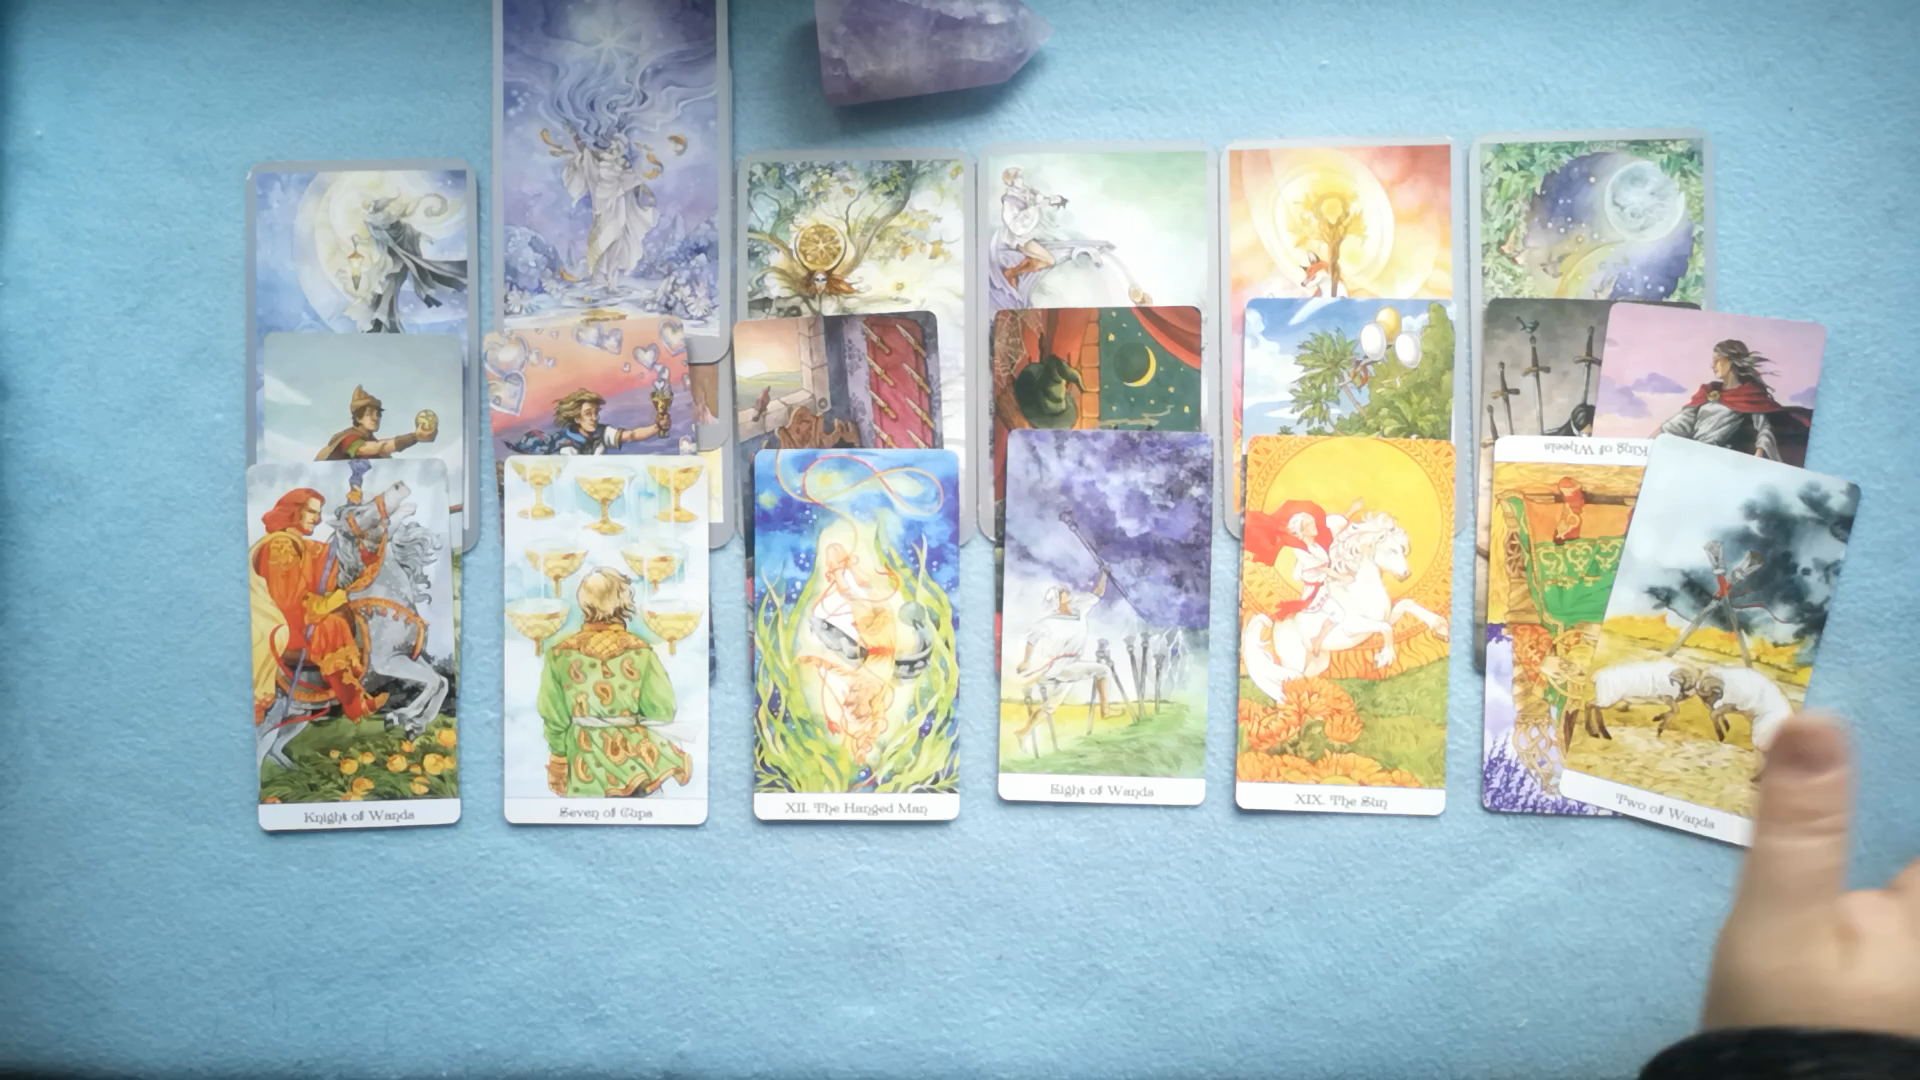 King of Wheels
Knight of Wands
Seven of Cups
XII. The Hanged Man
Eight of Wands
XIX. The Sun
Two of Wands